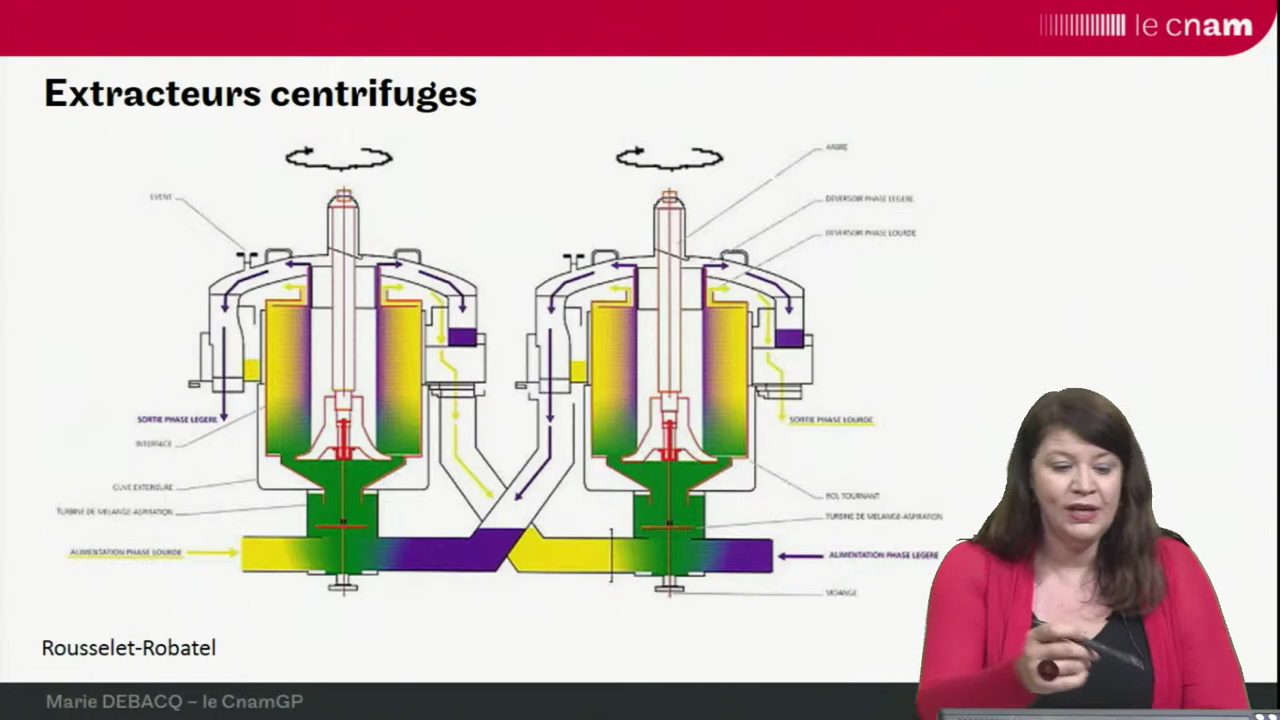 le cnam
Extracteurs centrifuges
ARBRE
EVENT
DEVERSOIR PHASE LEGERE
DEVERSOIR PHASE LOURDE
SORTIE PHASE LEGERE
SORTIE PHASE LOURDE
INTERFACE
CUVE EXTERIEURE
BOL TOURNANT
TURBINE DE MELANGE-ASPIRATION
TURBINE DE MELANGE-ASPIRATION
ALIMENTATION PHASE LOURDE
ALIMENTATION PHASE LEGERE
VIDANGE
Rousselet-Robatel
Marie DEBACQ – le CnamGP